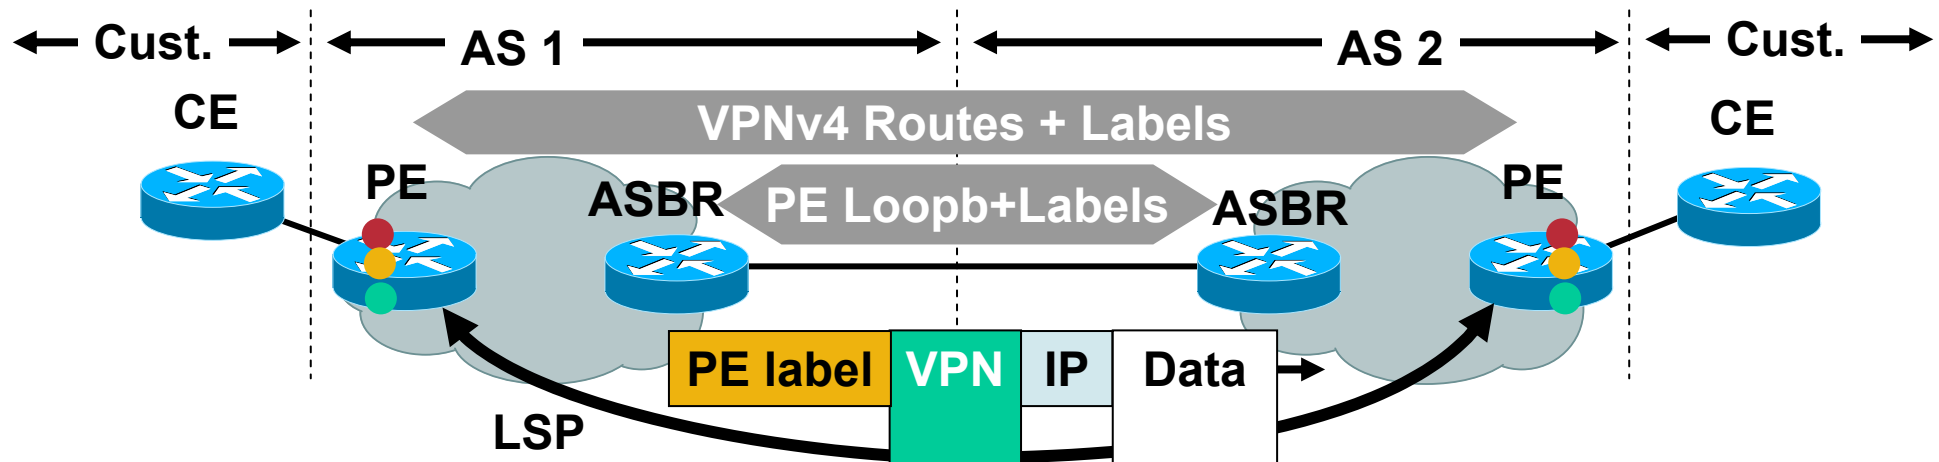 Cust.
AS 1
AS 2
Cust.
CE
VPNv4 Routes + Labels
CE
PE
ASBR
PE Loopb+Labels
ASBR
PE
PE label
VPN
IP
Data
LSP